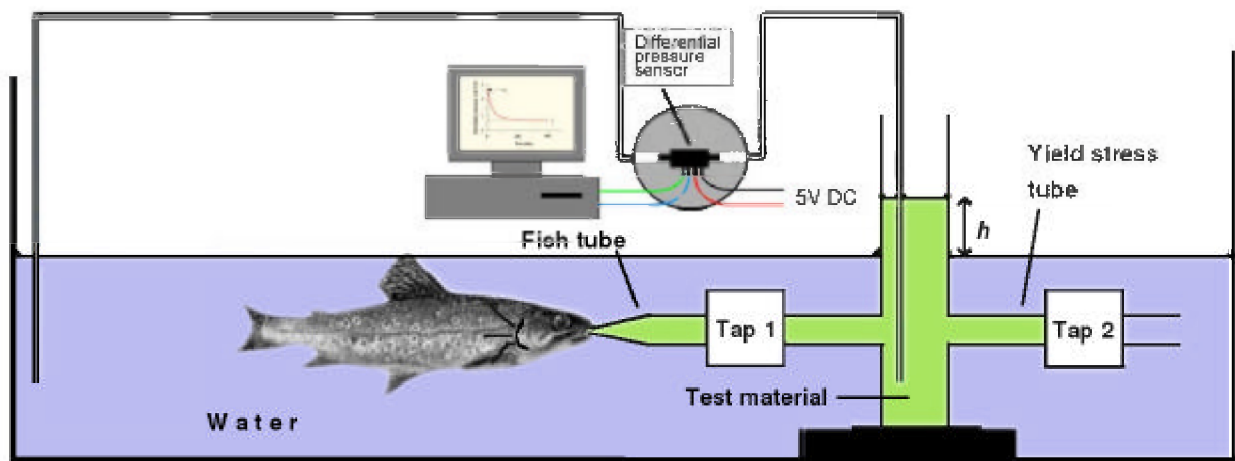 Differential
pressure
sensor
5V DC
Yield stress
tube
h
Fish tube
Tap 1
Tap 2
Test material
Water